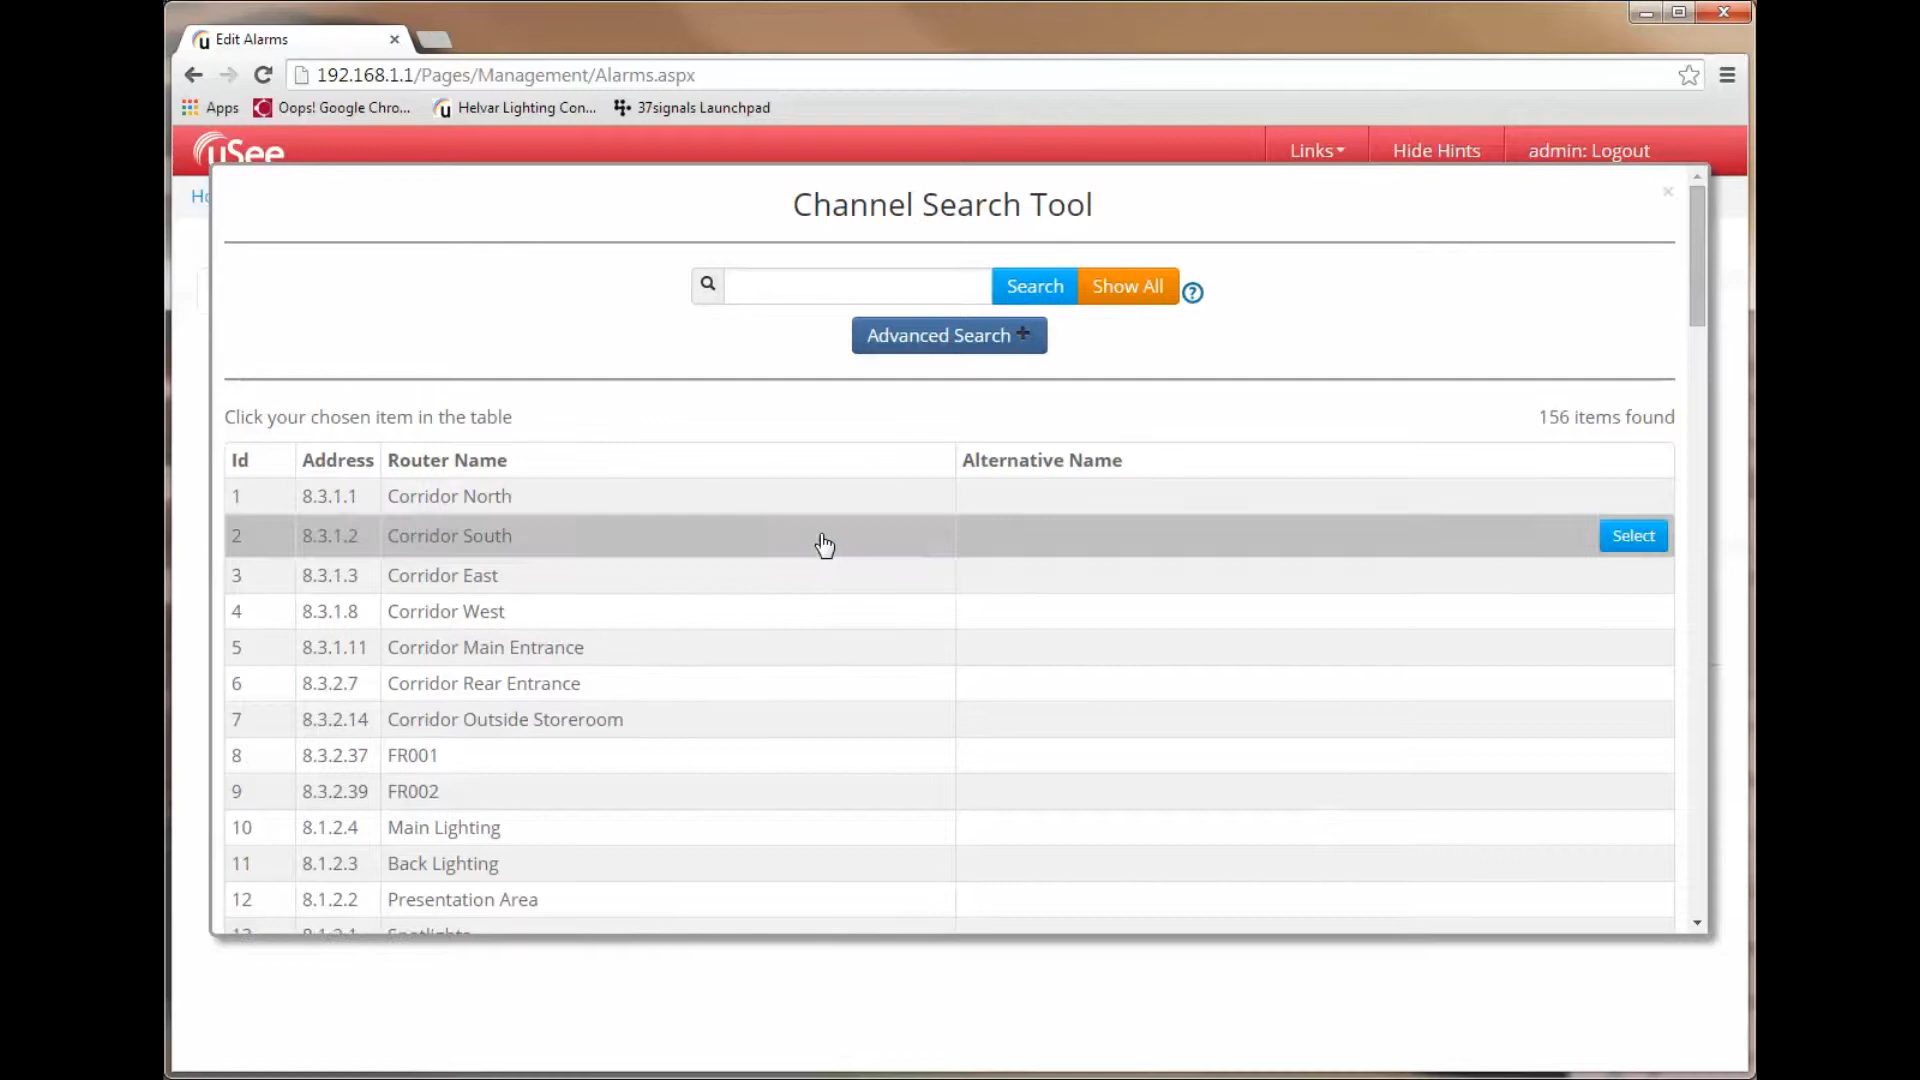 Edit Alarms
192.168.1.1/Pages/Management/Alarms.aspx
Apps Oops! Google Chro... Helvar Lighting Con... 37signals Launchpad
uSee Links Hide Hints admin: Logout
Ho
Channel Search Tool
Search Show All
Advanced Search
Click your chosen item in the table 156 items found
Id Address Router Name Alternative Name
1 8.3.1.1 Corridor North
2 8.3.1.2 Corridor South Select
3 8.3.1.3 Corridor East
4 8.3.1.8 Corridor West
5 8.3.1.11 Corridor Main Entrance
6 8.3.2.7 Corridor Rear Entrance
7 8.3.2.14 Corridor Outside Storeroom
8 8.3.2.37 FR001
9 8.3.2.39 FR002
10 8.1.2.4 Main Lighting
11 8.1.2.3 Back Lighting
12 8.1.2.2 Presentation Area
13 8.1.2.1 Spotlights